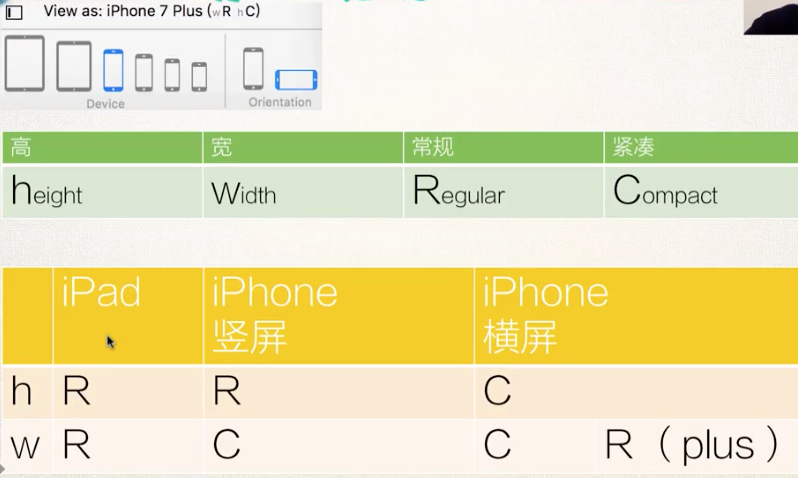 View as: iPhone 7 Plus (wR hC)
Device
Orientation
高 宽 常规 紧凑
height Width Regular Compact
iPad iPhone iPhone
竖屏 横屏
h R R C
w R C C R（plus）